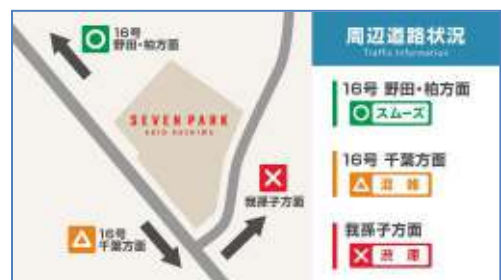 16号
野田・柏方面
SEVEN PARK
ARIO KASHIWA
我孫子方面
16号
千葉方面
周辺道路状況
Traffic Information
16号 野田・柏方面
スムーズ
16号 千葉方面
混雑
我孫子方面
渋滞